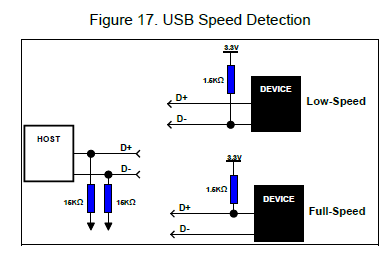 Figure 17. USB Speed Detection
3.3V
1.5KΩ
DEVICE
D+
D-
Low-Speed
HOST
D+
D-
15KΩ
15KΩ
3.3V
1.5KΩ
DEVICE
D+
D-
Full-Speed